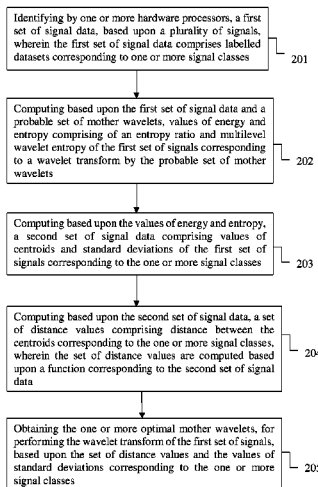 Identifying by one or more hardware processors, a first
set of signal data, based upon a plurality of signals,
wherein the first set of signal data comprises labelled
datasets corresponding to one or more signal classes
201
Computing based upon the first set of signal data and a
probable set of mother wavelets, values of energy and
entropy comprising of an entropy ratio and multilevel
wavelet entropy of the first set of signals corresponding
to a wavelet transform by the probable set of mother
wavelets
202
Computing based upon the values of energy and entropy,
a second set of signal data comprising values of
centroids and standard deviations of the first set of
signals corresponding to the one or more signal classes
203
Computing based upon the second set of signal data, a set
of distance values comprising distance between the
centroids corresponding to the one or more signal classes,
wherein the set of distance values are computed based
upon a function corresponding to the second set of signal
data
204
Obtaining the one or more optimal mother wavelets, for
performing the wavelet transform of the first set of signals,
based upon the set of distance values and the values of
standard deviations corresponding to the one or more
signal classes
205